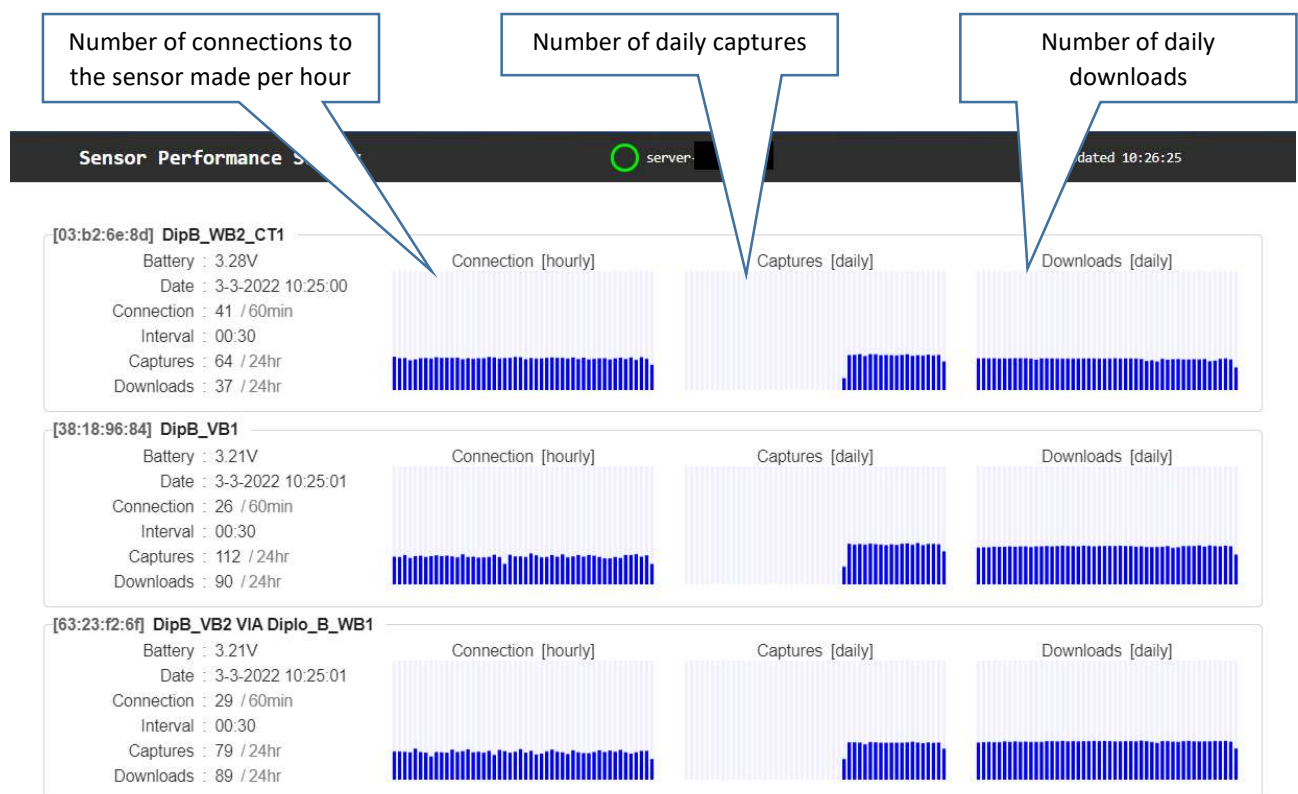 Number of connections to
the sensor made per hour
Number of daily captures
Number of daily
downloads
Sensor Performance
server-
dated 10:26:25
[03:b2:6e:8d] DipB_WB2_CT1
Battery : 3.28V
Date : 3-3-2022 10:25:00
Connection : 41 / 60min
Interval : 00:30
Captures : 64 / 24hr
Downloads : 37 / 24hr
Connection [hourly]
Captures [daily]
Downloads [daily]
[38:18:96:84] DipB_VB1
Battery : 3.21V
Date : 3-3-2022 10:25:01
Connection : 26 / 60min
Interval : 00:30
Captures : 112 / 24hr
Downloads : 90 / 24hr
Connection [hourly]
Captures [daily]
Downloads [daily]
[63:23:f2:6f] DipB_VB2 VIA Diplo_B_WB1
Battery : 3.21V
Date : 3-3-2022 10:25:01
Connection : 29 / 60min
Interval : 00:30
Captures : 79 / 24hr
Downloads : 89 / 24hr
Connection [hourly]
Captures [daily]
Downloads [daily]